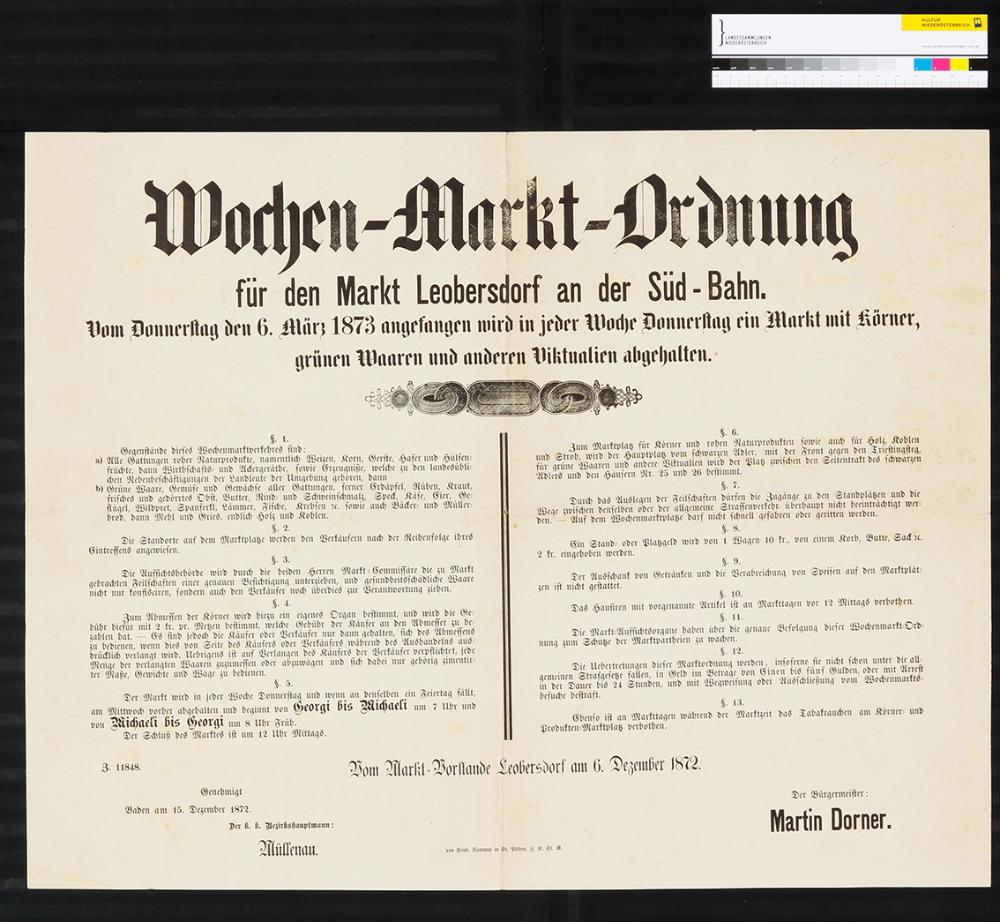 LANDESSAMMLUNGEN
NIEDERÖSTERREICH
KULTUR
NIEDERÖSTERREICH
Wochen-Markt-Ordnung
für den Markt Leobersdorf an der Süd-Bahn.
Vom Donnerstag den 6. März 1873 angefangen wird in jeder Woche Donnerstag ein Markt mit Körner,
grünen Waaren und anderen Viktualien abgehalten.
§. 1.
Gegenstände dieses Wochenmarktverkehres sind:
a) Alle Gattungen roher Naturprodukte, namentlich Weizen, Korn, Gerste, Hafer und Hülsen-
früchte, dann Wirthschafts- und Ackergeräthe, sowie Erzeugnisse, welche zu den landesübli-
chen Nebenbeschäftigungen der Landleute der Umgebung gehören, dann
b) Grüne Waare, Gemüse und Gewächse aller Gattungen, ferner Erdäpfel, Rüben, Kraut,
frisches und gedörrtes Obst, Butter, Rind- und Schweinschmalz, Speck, Käse, Eier, Ge-
flügel, Wildpret, Spanferkl, Lämmer, Fische, Krebsen ꝛc. sowie auch Bäcker- und Müller-
brod, dann Mehl und Gries, endlich Holz und Kohlen.
§. 2.
Die Standorte auf dem Marktplatze werden den Verkäufern nach der Reihenfolge ihres
Eintreffens angewiesen.
§. 3.
Die Aufsichtsbehörde wird durch die beiden Herren Markt-Commissäre die zu Markt
gebrachten Feilschaften einer genauen Besichtigung unterziehen, und gesundheitschädliche Waare
nicht nur konfisziren, sondern auch den Verkäufer noch überdies zur Verantwortung ziehen.
§. 4.
Zum Abmessen der Körner wird hiezu ein eigenes Organ bestimmt, und wird die Ge-
bühr hiefür mit 2 kr. pr. Metzen bestimmt, welche Gebühr der Käufer an den Abmesser zu be-
zahlen hat. — Es sind jedoch die Käufer oder Verkäufer nur dann gehalten, sich des Abmessens
zu bedienen, wenn dies von Seite des Käufers oder Verkäufers während des Aushandelns aus-
drücklich verlangt wird. Uebrigens ist auf Verlangen des Käufers der Verkäufer verpflichtet, jede
Menge der verlangten Waaren zuzumessen oder abzuwägen und sich dabei nur gehörig zimentir-
ter Maße, Gewichte und Wage zu bedienen.
§. 5.
Der Markt wird in jeder Woche Donnerstag und wenn an denselben ein Feiertag fällt,
am Mittwoch vorher abgehalten und beginnt von Georgi bis Michaeli um 7 Uhr und
von Michaeli bis Georgi um 8 Uhr Früh.
Der Schluß des Marktes ist um 12 Uhr Mittags.
§. 6.
Zum Marktplatz für Körner und rohen Naturprodukten sowie auch für Holz, Kohlen
und Stroh, wird der Hauptplatz vom schwarzen Adler, mit der Front gegen den Triestingsteg,
für grüne Waaren und andere Viktualien wird der Platz zwischen den Seitentrakt des schwarzen
Adlers und den Häusern Nr. 25 und 26 bestimmt.
§. 7.
Durch das Auslegen der Feilschaften dürfen die Zugänge zu den Standplätzen und die
Wege zwischen denselben oder der allgemeine Straßenverkehr überhaupt nicht beeinträchtigt wer-
den. — Auf dem Wochenmarktplatze darf nicht schnell gefahren oder geritten werden.
§. 8.
Ein Stand- oder Platzgeld wird von 1 Wagen 10 kr., von einem Korb, Butte, Sack ꝛc.
2 kr. eingehoben werden.
§. 9.
Der Ausschank von Getränken und die Verabreichung von Speisen auf den Marktplät-
zen ist nicht gestattet.
§. 10.
Das Hausiren mit vorgenannte Artikel ist an Markttagen vor 12 Mittags verbothen.
§. 11.
Die Markt-Aufsichtsorgane haben über die genaue Befolgung dieser Wochenmarkt-Ord-
nung zum Schutze der Marktpartheien zu wachen.
§. 12.
Die Uebertretungen dieser Marktordnung werden, insoferne sie nicht schon unter die all-
gemeinen Strafgesetze fallen, in Geld im Betrage von Einen bis fünf Gulden, oder mit Arrest
in der Dauer bis 24 Stunden, und mit Wegweisung oder Ausschließung vom Wochenmarkts-
besuche bestraft.
§. 13.
Ebenso ist an Markttagen während der Marktzeit das Tabakrauchen am Körner- und
Produkten-Marktplatz verbothen.
Z. 11848.
Vom Markt-Vorstande Leobersdorf am 6. Dezember 1872.
Genehmigt
Baden am 15. Dezember 1872.
Der k. k. Bezirkshauptmann:
Müllenau.
Der Bürgermeister:
Martin Dorner.